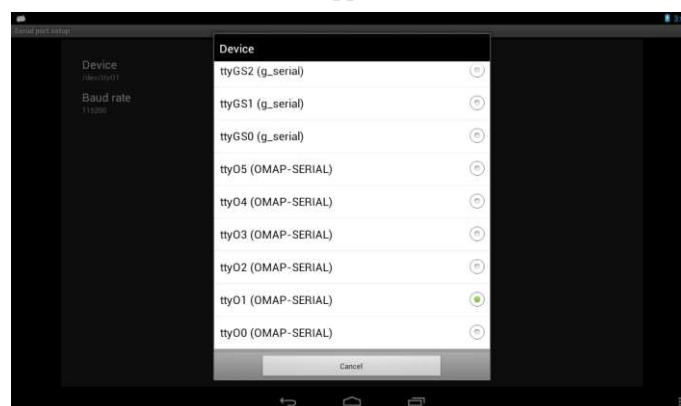 Serial port setup
Device
/dev/ttyO1
Baud rate
115200
Device
ttyGS2 (g_serial)
ttyGS1 (g_serial)
ttyGS0 (g_serial)
ttyO5 (OMAP-SERIAL)
ttyO4 (OMAP-SERIAL)
ttyO3 (OMAP-SERIAL)
ttyO2 (OMAP-SERIAL)
ttyO1 (OMAP-SERIAL)
ttyO0 (OMAP-SERIAL)
Cancel